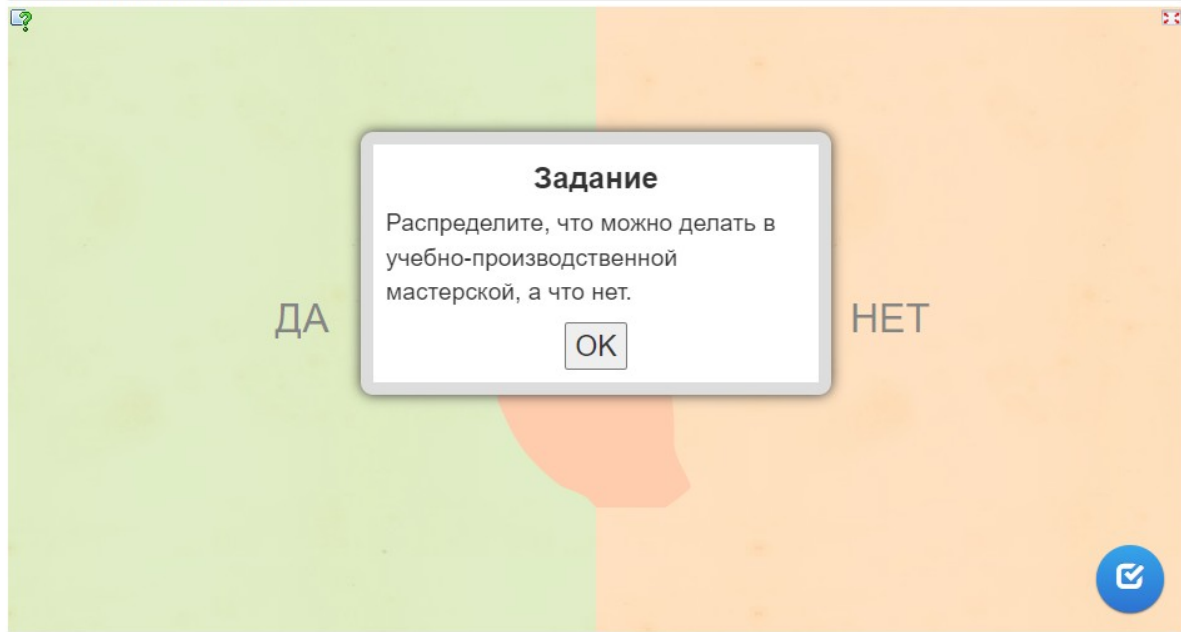 Задание
Распределите, что можно делать в
учебно-производственной
мастерской, а что нет.
ДА
НЕТ
OK